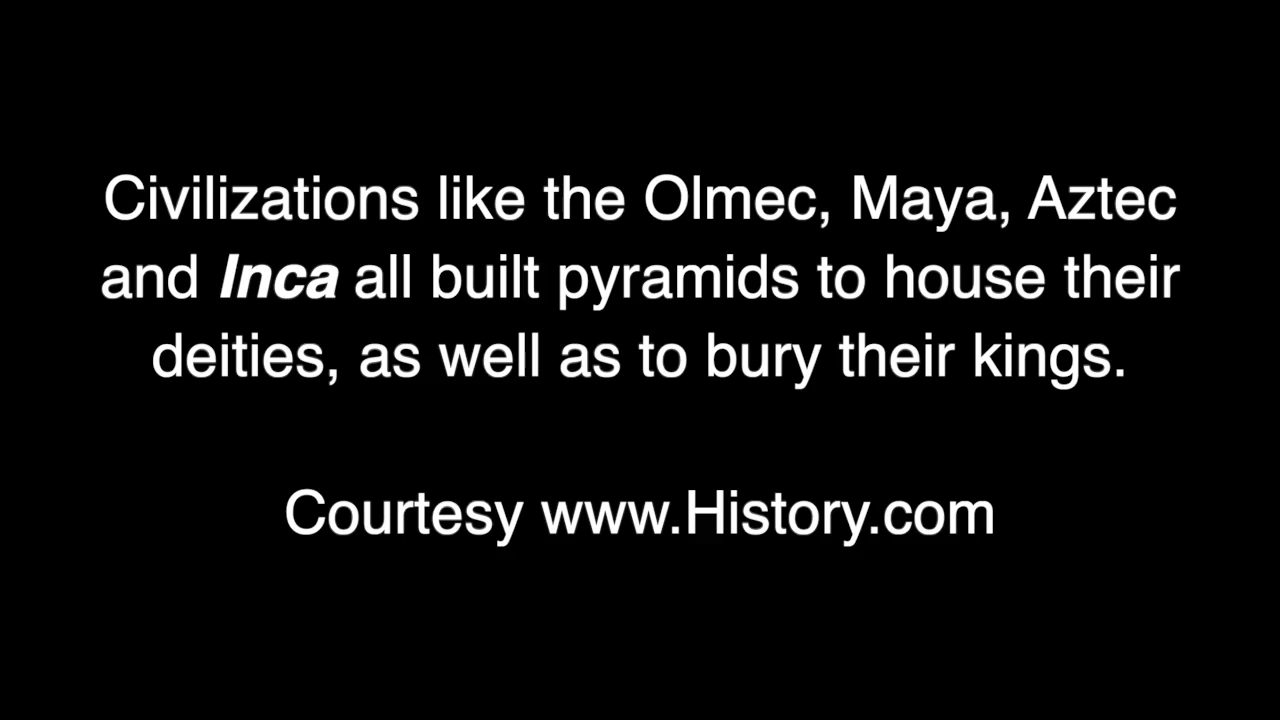 Civilizations like the Olmec, Maya, Aztec
and Inca all built pyramids to house their
deities, as well as to bury their kings.
Courtesy www.History.com